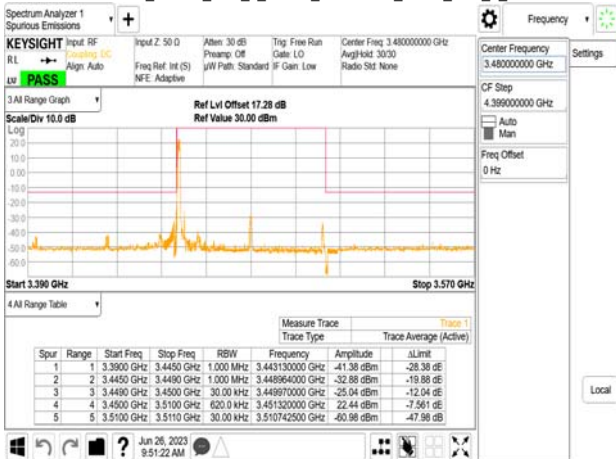 Spectrum Analyzer 1
Spurious Emissions
Frequency
KEYSIGHT
Input: RF
Input Z: 50 Ω
Atten: 30 dB
Trig: Free Run
Center Freq: 3.480000000 GHz
RL
Coupling: DC
Preamp: Off
Gate: LO
Avg|Hold: 30/30
Align: Auto
Freq Ref: Int (S)
µW Path: Standard
IF Gain: Low
Radio Std: None
NFE: Adaptive
PASS
Center Frequency
3.480000000 GHz
Settings
CF Step
4.399000000 GHz
Auto
Man
Freq Offset
0 Hz
3 All Range Graph
Ref Lvl Offset 17.28 dB
Scale/Div 10.0 dB
Ref Value 30.00 dBm
Log
20.0
10.0
0.00
-10.0
-20.0
-30.0
-40.0
-50.0
-60.0
Start 3.390 GHz
Stop 3.570 GHz
4 All Range Table
Measure Trace Trace 1
Trace Type Trace Average (Active)
Spur Range Start Freq Stop Freq RBW Frequency Amplitude ΔLimit
1 1 3.3900 GHz 3.4450 GHz 1.000 MHz 3.443130000 GHz -41.38 dBm -28.38 dB
2 2 3.4450 GHz 3.4490 GHz 1.000 MHz 3.448964000 GHz -32.88 dBm -19.88 dB
3 3 3.4490 GHz 3.4500 GHz 30.00 kHz 3.449970000 GHz -25.04 dBm -12.04 dB
4 4 3.4500 GHz 3.5100 GHz 620.0 kHz 3.451320000 GHz 22.44 dBm -7.561 dB
5 5 3.5100 GHz 3.5110 GHz 30.00 kHz 3.510742500 GHz -60.98 dBm -47.98 dB
Local
?
Jun 26, 2023
9:51:22 AM